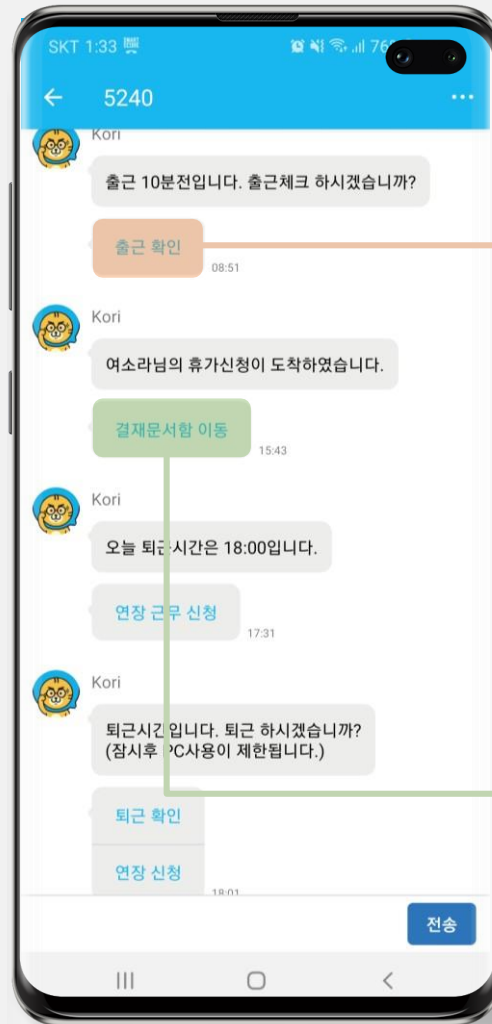 SKT 1:33
76
5240
Kori
출근 10분전입니다. 출근체크 하시겠습니까?
출근 확인
08:51
Kori
여소라님의 휴가신청이 도착하였습니다.
결재문서함 이동
15:43
Kori
오늘 퇴근시간은 18:00입니다.
연장 근무 신청
17:31
Kori
퇴근시간입니다. 퇴근 하시겠습니까?
(잠시후 PC사용이 제한됩니다.)
퇴근 확인
연장 신청
18:01
전송